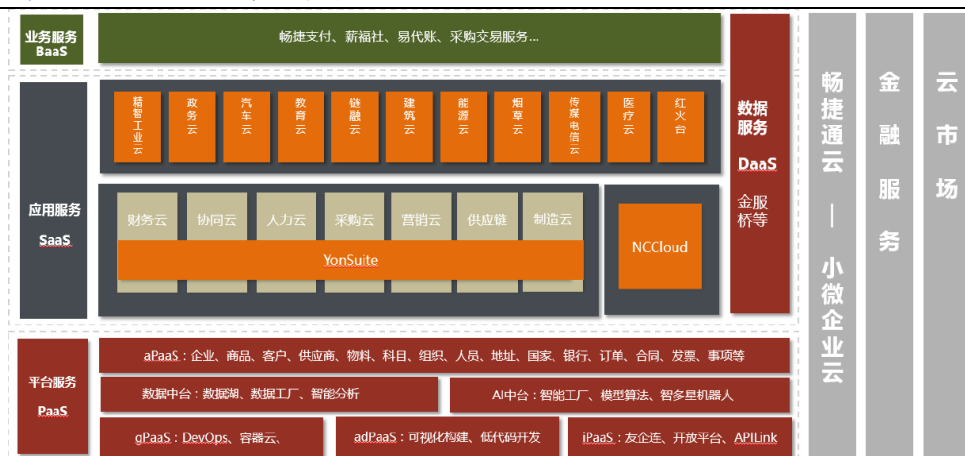 业务服务
BaaS
畅捷支付、薪福社、易代账、采购交易服务...
应用服务
SaaS
精智工业云
政务云
汽车云
教育云
链融云
建筑云
能源云
烟草云
传媒电信云
医疗云
红火台
财务云
协同云
人力云
采购云
营销云
供应链
制造云
YonSuite
NCCloud
数据
服务
DaaS
金服
桥等
平台服务
PaaS
aPaaS：企业、商品、客户、供应商、物料、科目、组织、人员、地址、国家、银行、订单、合同、发票、事项等
数据中台：数据湖、数据工厂、智能分析
AI中台：智能工厂、模型算法、智多星机器人
gPaaS：DevOps、容器云、
adPaaS：可视化构建、低代码开发
iPaaS：友企连、开放平台、APILink
畅捷通云｜小微企业云
金融服务
云市场